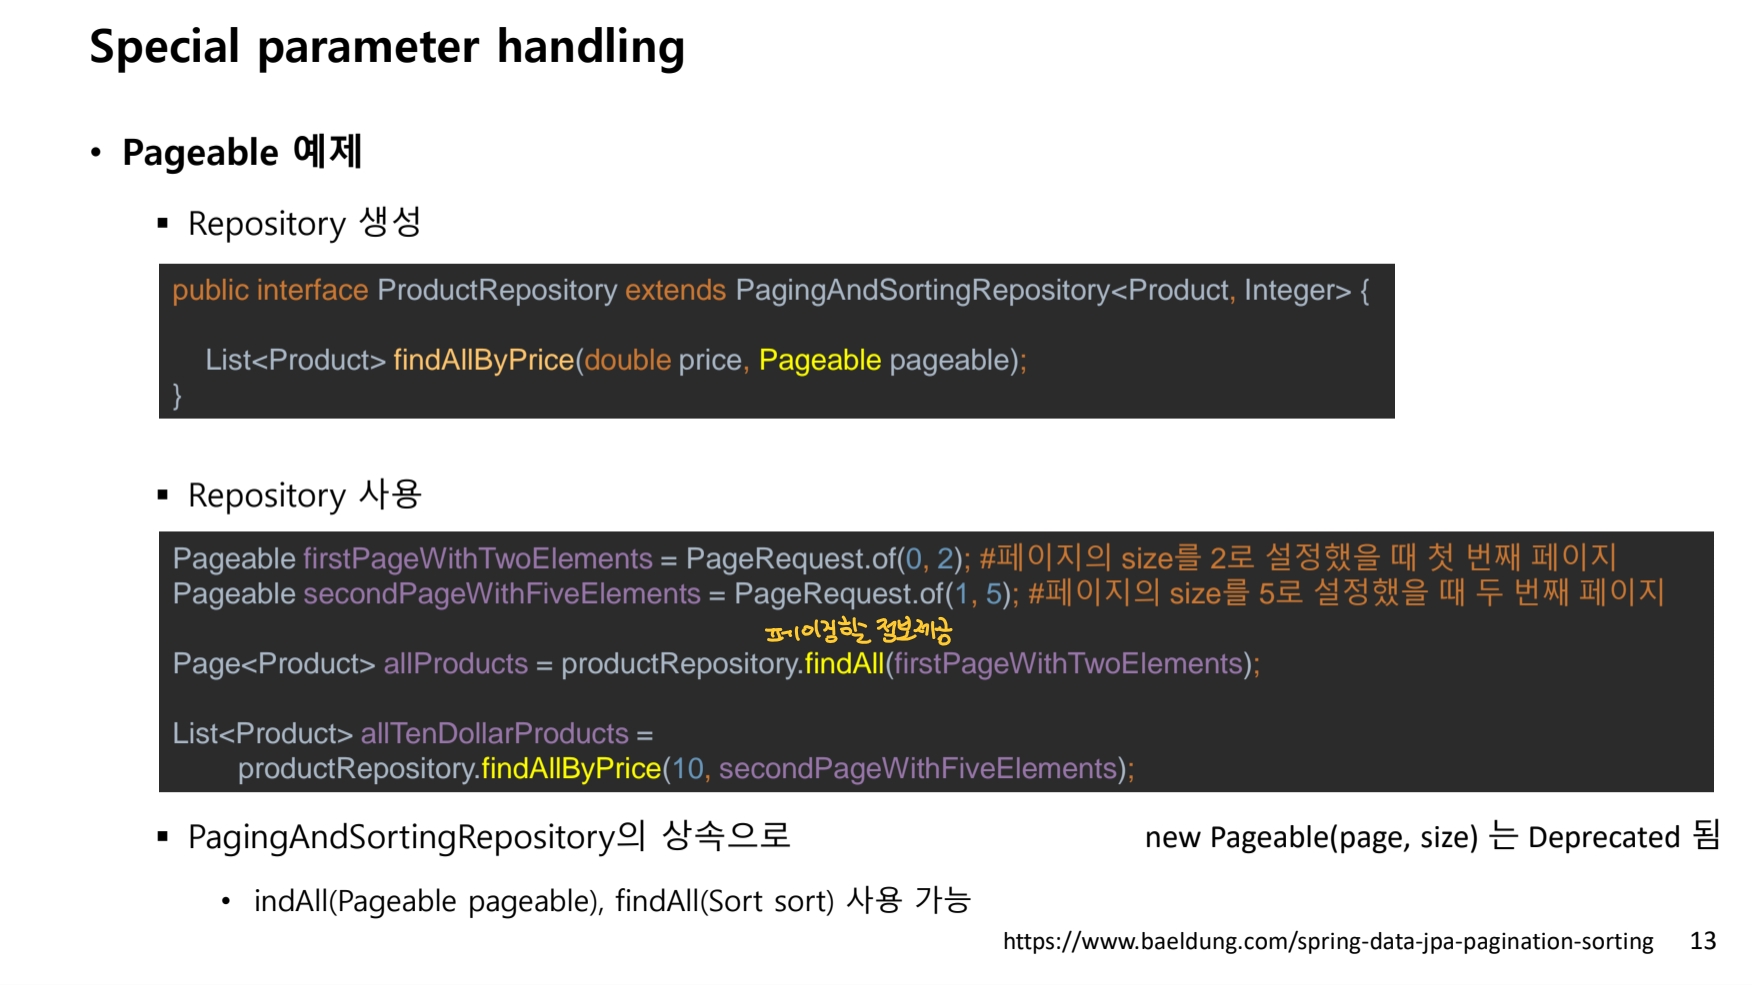 Special parameter handling
• Pageable 예제
▪ Repository 생성
public interface ProductRepository extends PagingAndSortingRepository<Product, Integer> {
List<Product> findAllByPrice(double price, Pageable pageable);
}
▪ Repository 사용
Pageable firstPageWithTwoElements = PageRequest.of(0, 2); #페이지의 size를 2로 설정했을 때 첫 번째 페이지
Pageable secondPageWithFiveElements = PageRequest.of(1, 5); #페이지의 size를 5로 설정했을 때 두 번째 페이지
페이징할 정보제공
Page<Product> allProducts = productRepository.findAll(firstPageWithTwoElements);
List<Product> allTenDollarProducts =
productRepository.findAllByPrice(10, secondPageWithFiveElements);
▪ PagingAndSortingRepository의 상속으로
new Pageable(page, size) 는 Deprecated 됨
• indAll(Pageable pageable), findAll(Sort sort) 사용 가능
https://www.baeldung.com/spring-data-jpa-pagination-sorting
13